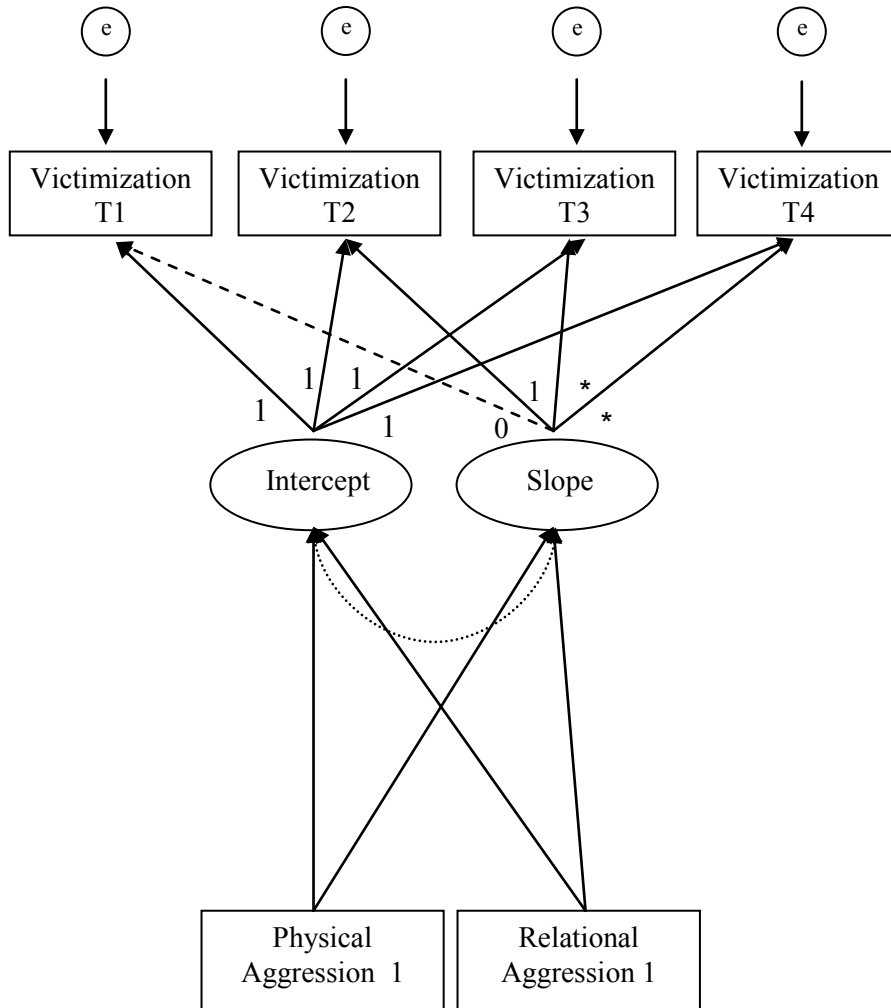 e e e e
Victimization Victimization Victimization Victimization
T1 T2 T3 T4
1 1 1 1 0 1 * *
Intercept Slope
Physical Relational
Aggression 1 Aggression 1